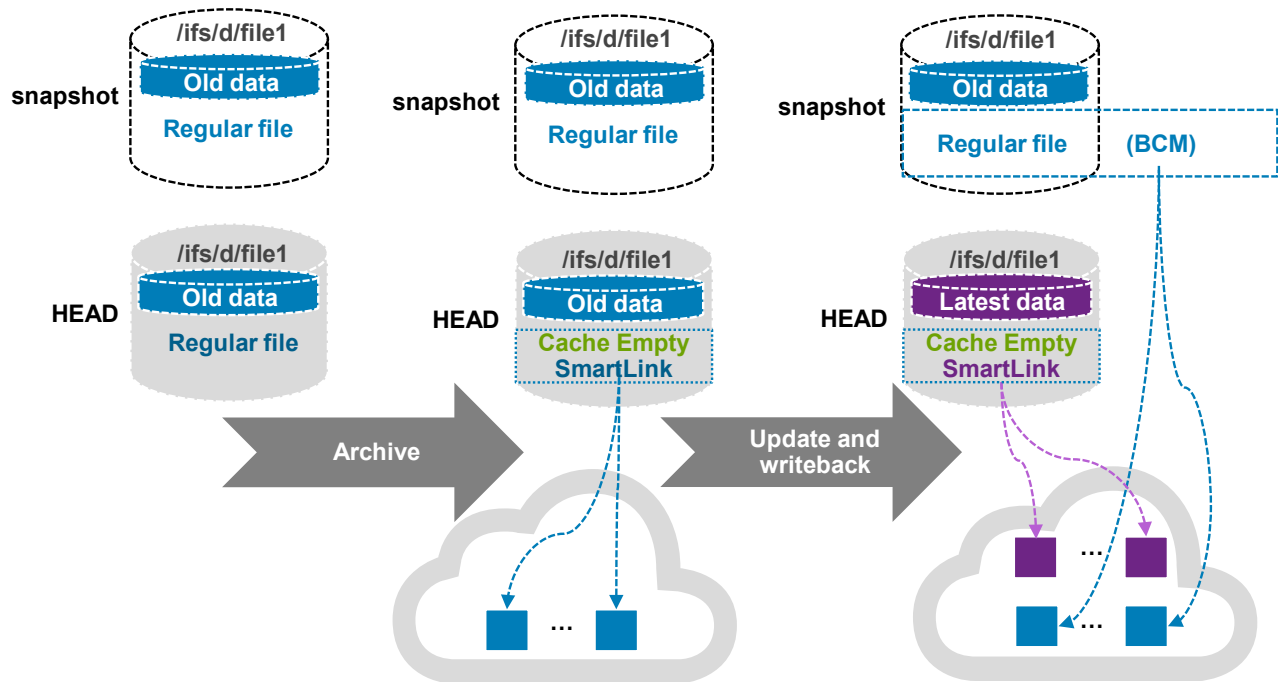 /ifs/d/file1
Old data
snapshot
Regular file
/ifs/d/file1
Old data
snapshot
Regular file
/ifs/d/file1
Old data
snapshot
Regular file
(BCM)
/ifs/d/file1
Old data
HEAD
Regular file
/ifs/d/file1
Old data
HEAD
Cache Empty
SmartLink
/ifs/d/file1
Latest data
HEAD
Cache Empty
SmartLink
Archive
Update and
writeback
...
...
...